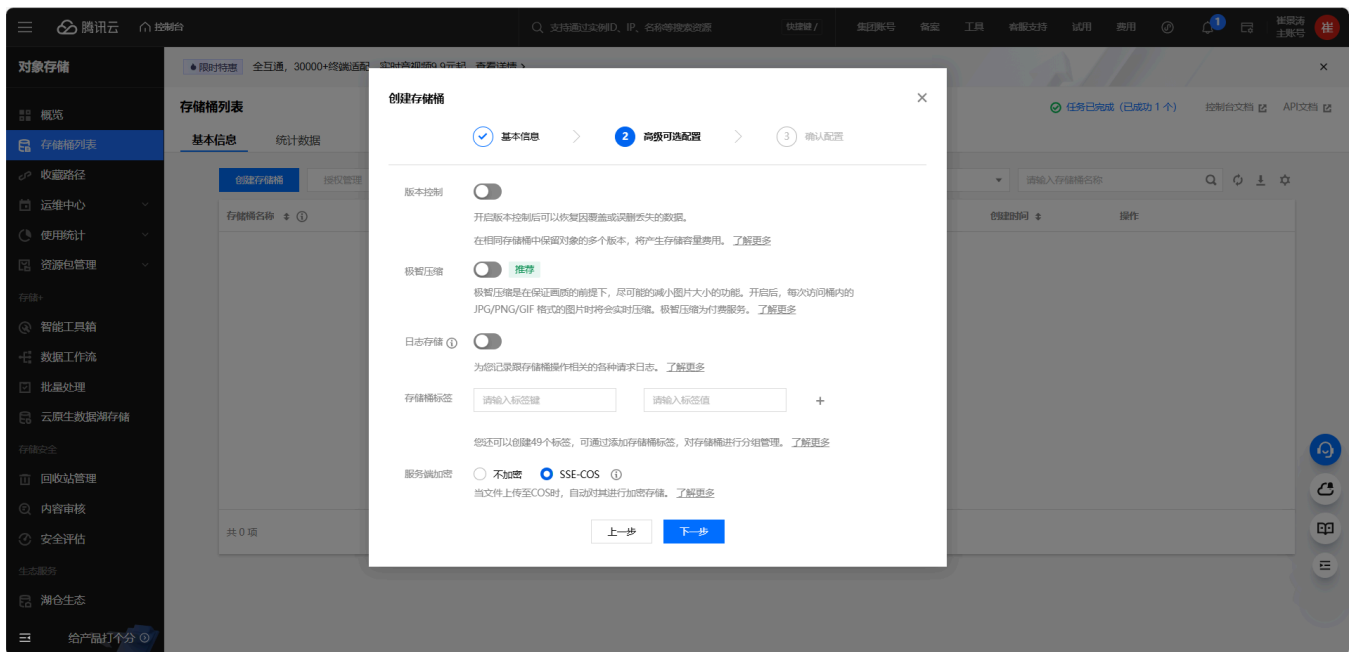 腾讯云
控制台
支持通过实例ID、IP、名称等搜索资源
快捷键 /
集团账号
备案
工具
客服支持
试用
费用
1
崔景涛
主账号
崔
对象存储
限时特惠
全互通，30000+终端适配，实时音视频9.9元起
查看详情
概览
存储桶列表
收藏路径
运维中心
使用统计
资源包管理
存储+
智能工具箱
数据工作流
批量处理
云原生数据湖存储
存储安全
回收站管理
内容审核
安全评估
生态服务
湖仓生态
给产品打个分
存储桶列表
任务已完成（已成功 1 个）
控制台文档
API文档
基本信息
统计数据
创建存储桶
授权管理
请输入存储桶名称
存储桶名称
创建时间
操作
共 0 项
创建存储桶
基本信息
2 高级可选配置
3 确认配置
版本控制
开启版本控制后可以恢复因覆盖或误删丢失的数据。
在相同存储桶中保留对象的多个版本，将产生存储容量费用。 了解更多
极智压缩
推荐
极智压缩是在保证画质的前提下，尽可能的减小图片大小的功能。开启后，每次访问桶内的
JPG/PNG/GIF 格式的图片时将会实时压缩。极智压缩为付费服务。 了解更多
日志存储
为您记录跟存储桶操作相关的各种请求日志。 了解更多
存储桶标签
请输入标签键
请输入标签值
您还可以创建49个标签，可通过添加存储桶标签，对存储桶进行分组管理。 了解更多
服务端加密
不加密
SSE-COS
当文件上传至COS时，自动对其进行加密存储。 了解更多
上一步
下一步